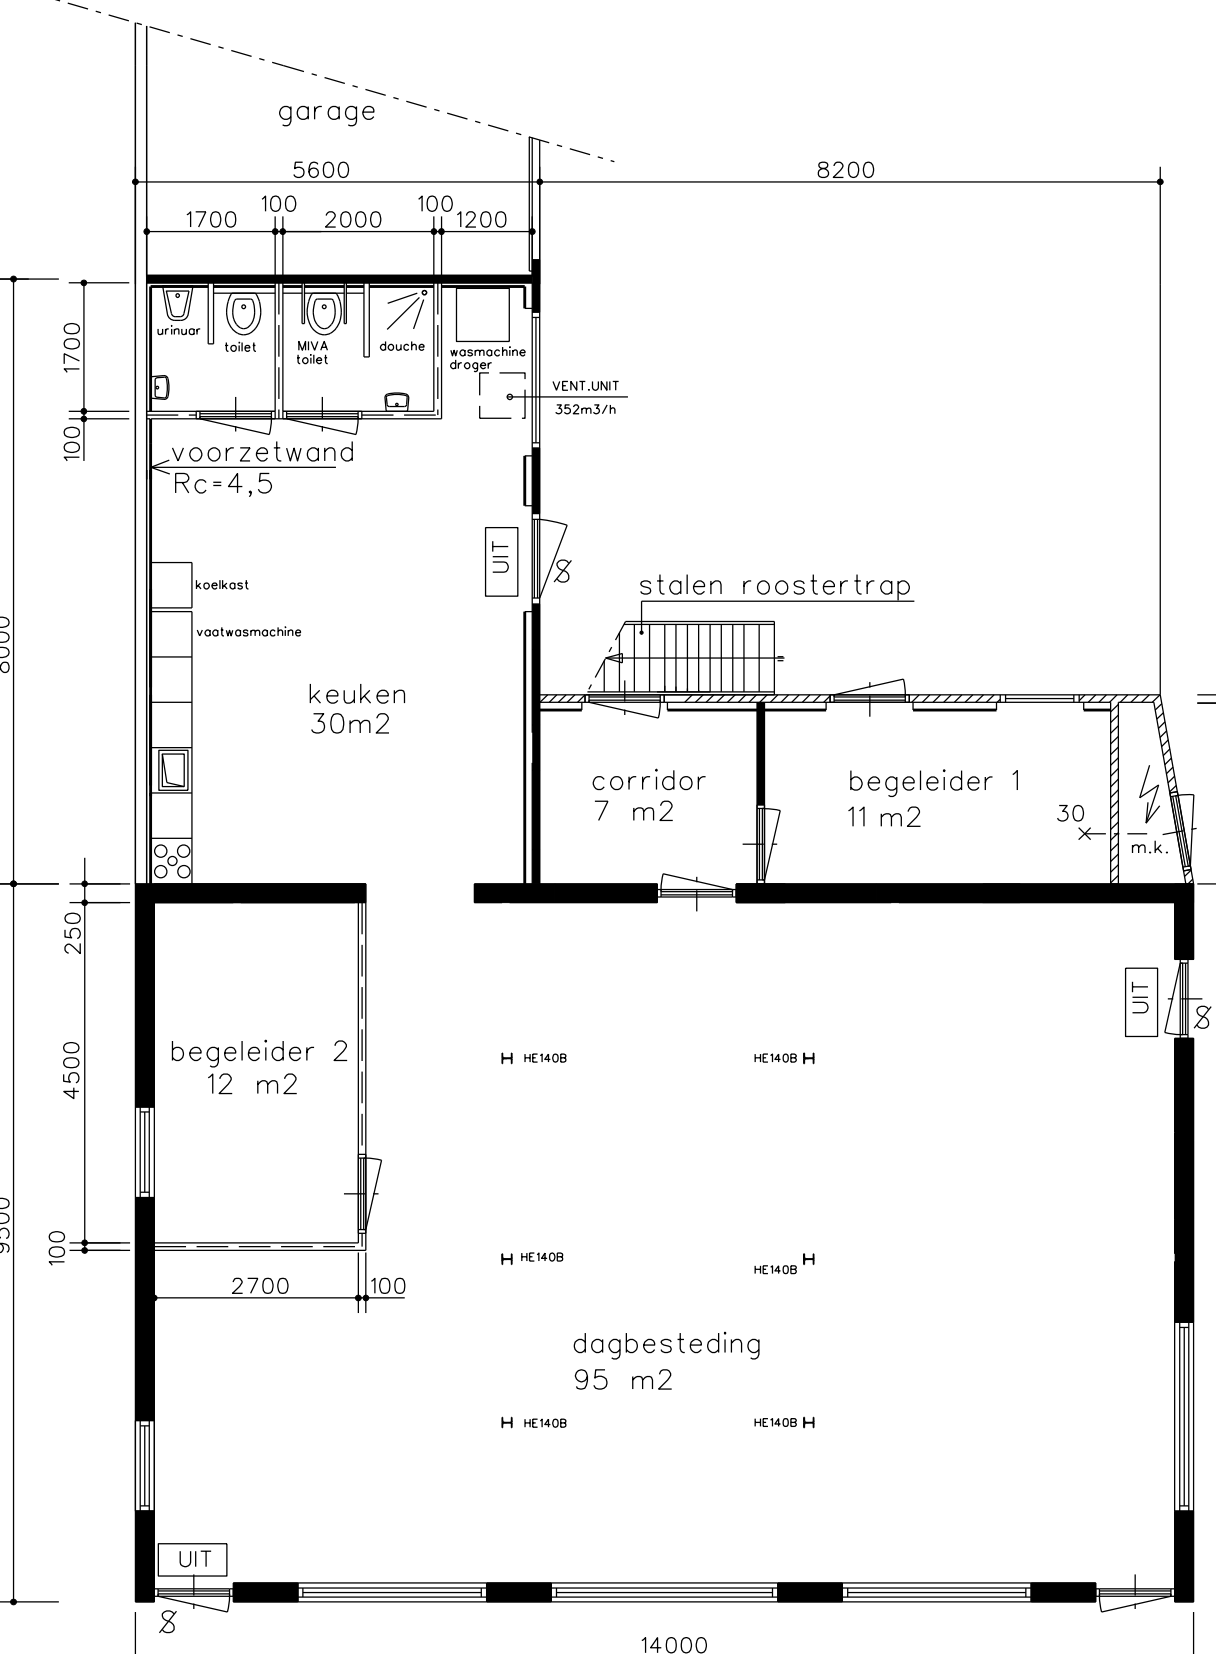 garage
5600
8200
100
100
1700
2000
1200
1700
urinuar
toilet
MIVA
toilet
douche
wasmachine
droger
VENT.UNIT
352m3/h
100
voorzetwand
Rc=4,5
UIT
koelkast
stalen roostertrap
8000
vaatwasmachine
keuken
30m2
corridor
7 m2
begeleider 1
11 m2
30
m.k.
250
UIT
begeleider 2
12 m2
4500
HE140B
HE140B
9500
100
HE140B
HE140B
2700
100
dagbesteding
95 m2
HE140B
HE140B
UIT
14000